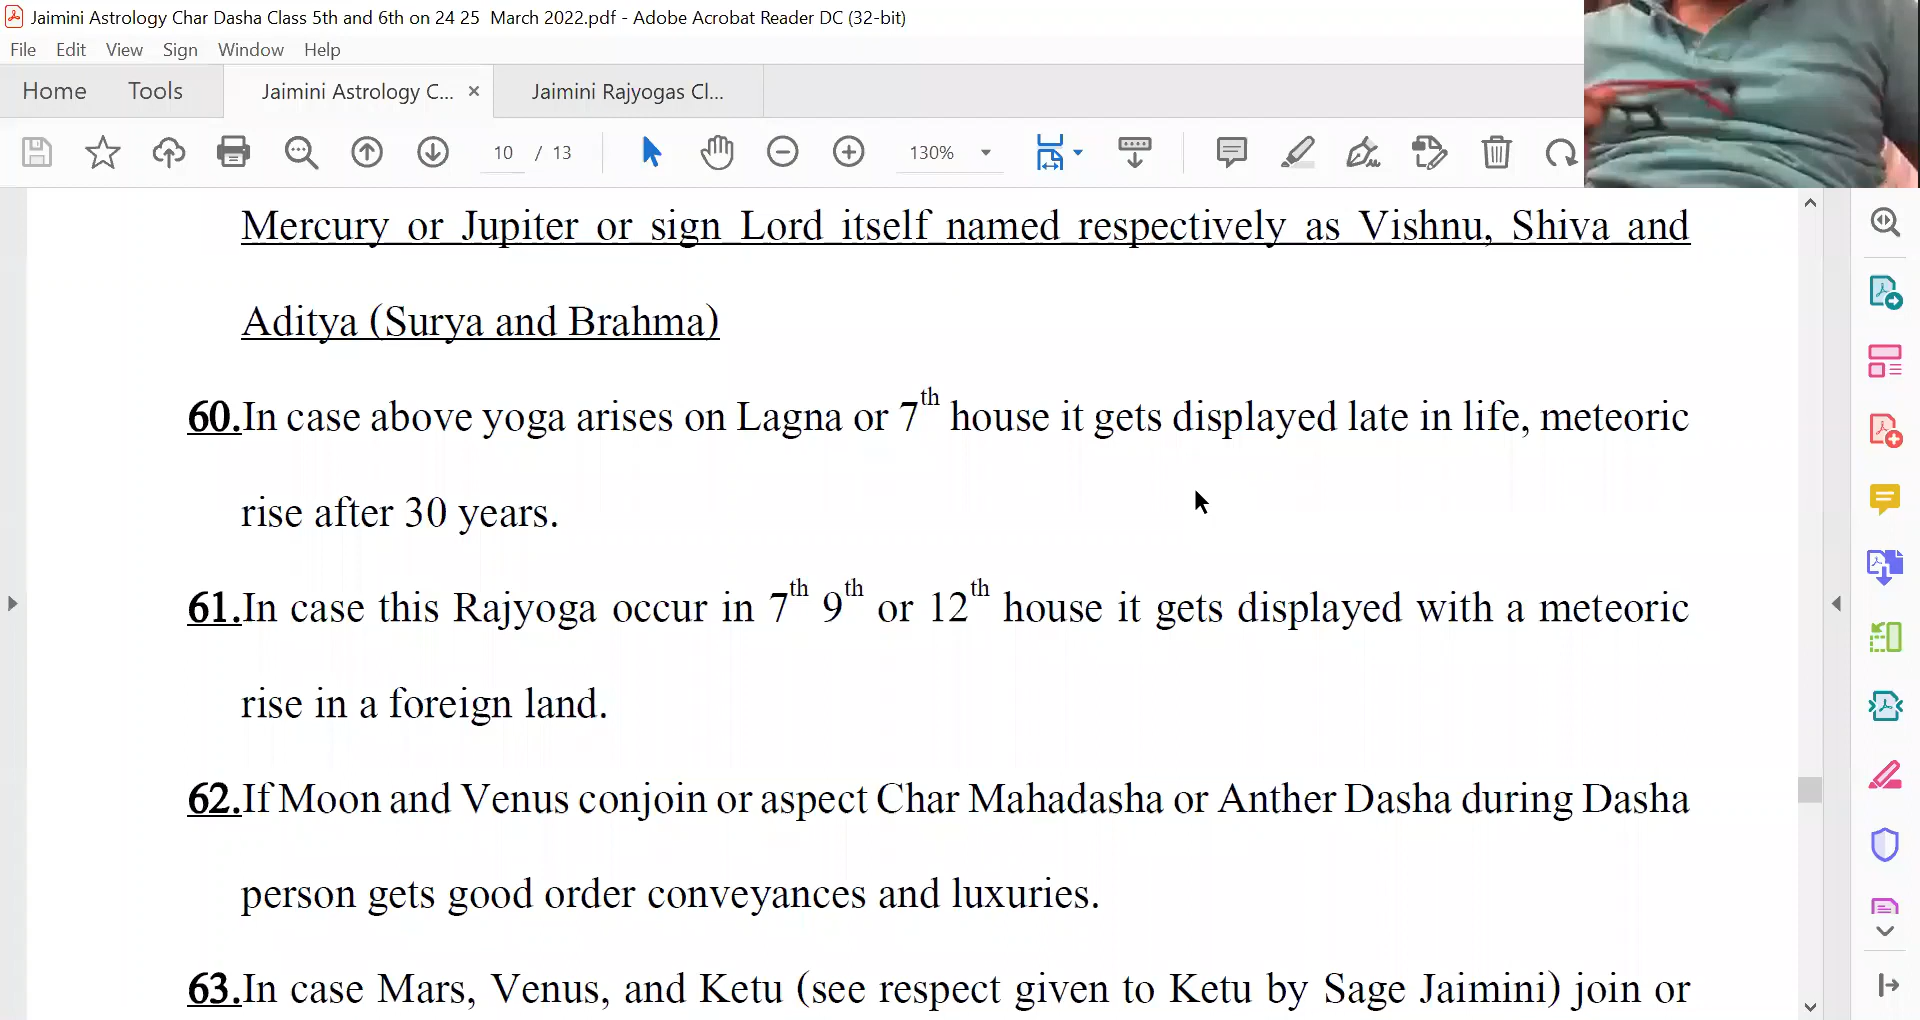 Jaimini Astrology Char Dasha Class 5th and 6th on 24 25 March 2022.pdf - Adobe Acrobat Reader DC (32-bit)
File Edit View Sign Window Help
Home Tools Jaimini Astrology C... × Jaimini Rajyogas Cl...
10 / 13 130%
Mercury or Jupiter or sign Lord itself named respectively as Vishnu, Shiva and
Aditya (Surya and Brahma)
60.In case above yoga arises on Lagna or 7th house it gets displayed late in life, meteoric
rise after 30 years.
61.In case this Rajyoga occur in 7th 9th or 12th house it gets displayed with a meteoric
rise in a foreign land.
62.If Moon and Venus conjoin or aspect Char Mahadasha or Anther Dasha during Dasha
person gets good order conveyances and luxuries.
63.In case Mars, Venus, and Ketu (see respect given to Ketu by Sage Jaimini) join or